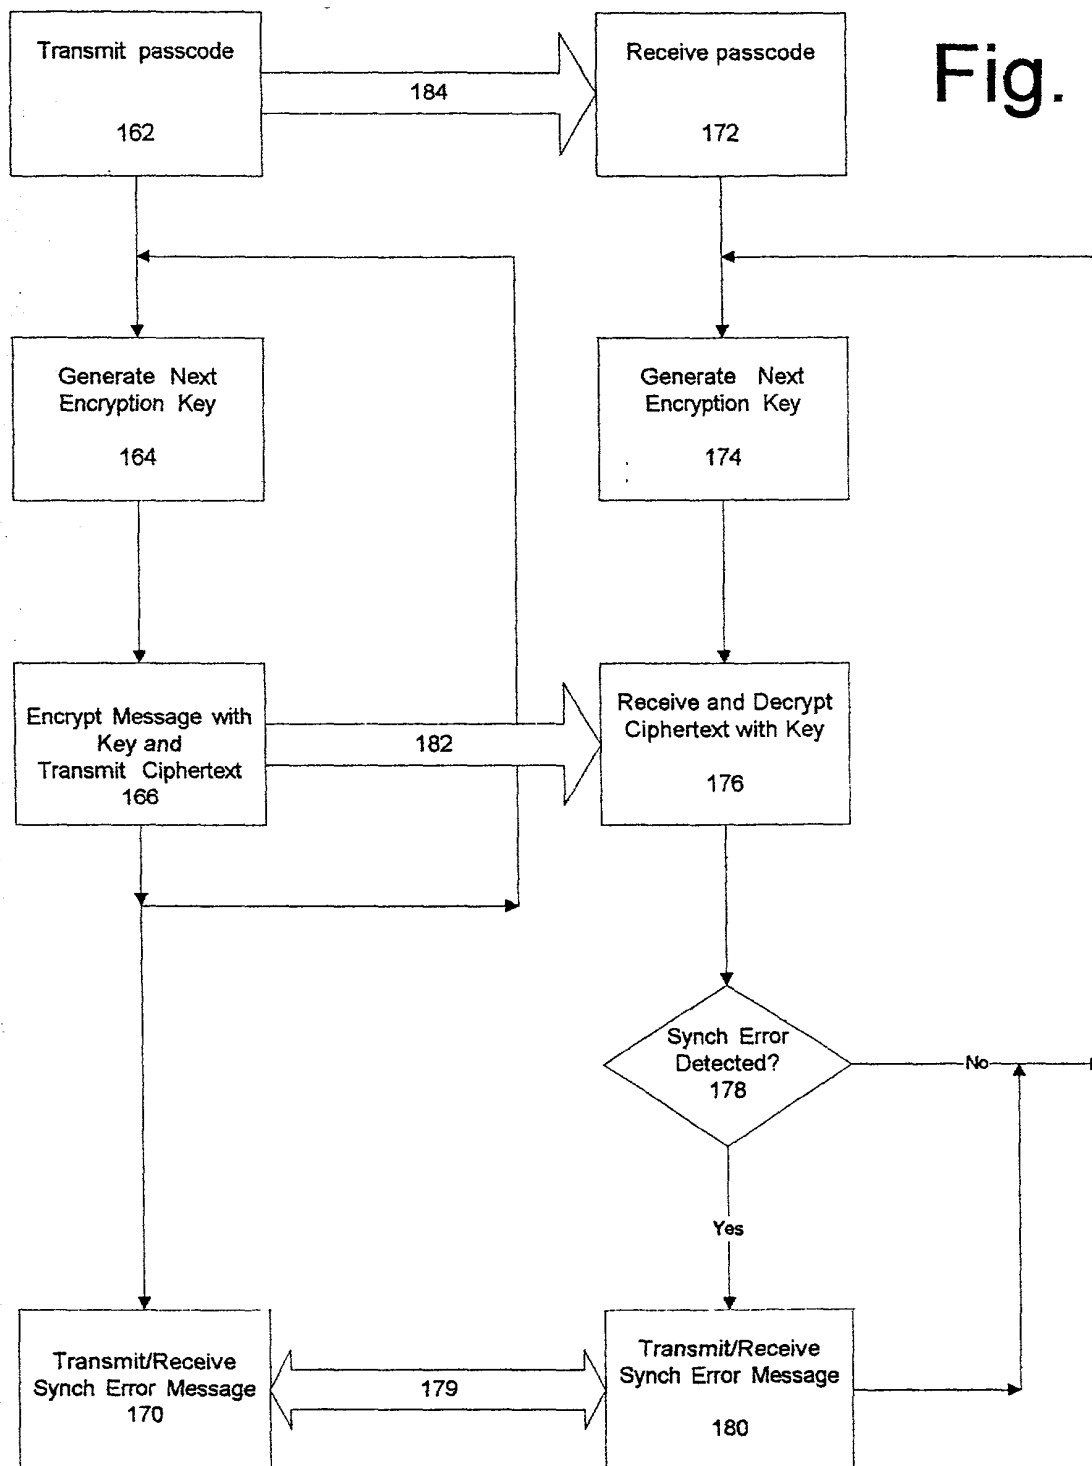 Transmit passcode
162
184
Receive passcode
172
Fig.
Generate Next
Encryption Key
164
Generate Next
Encryption Key
174
Encrypt Message with
Key and
Transmit Ciphertext
166
182
Receive and Decrypt
Ciphertext with Key
176
Synch Error
Detected?
178
No
Yes
Transmit/Receive
Synch Error Message
170
179
Transmit/Receive
Synch Error Message
180